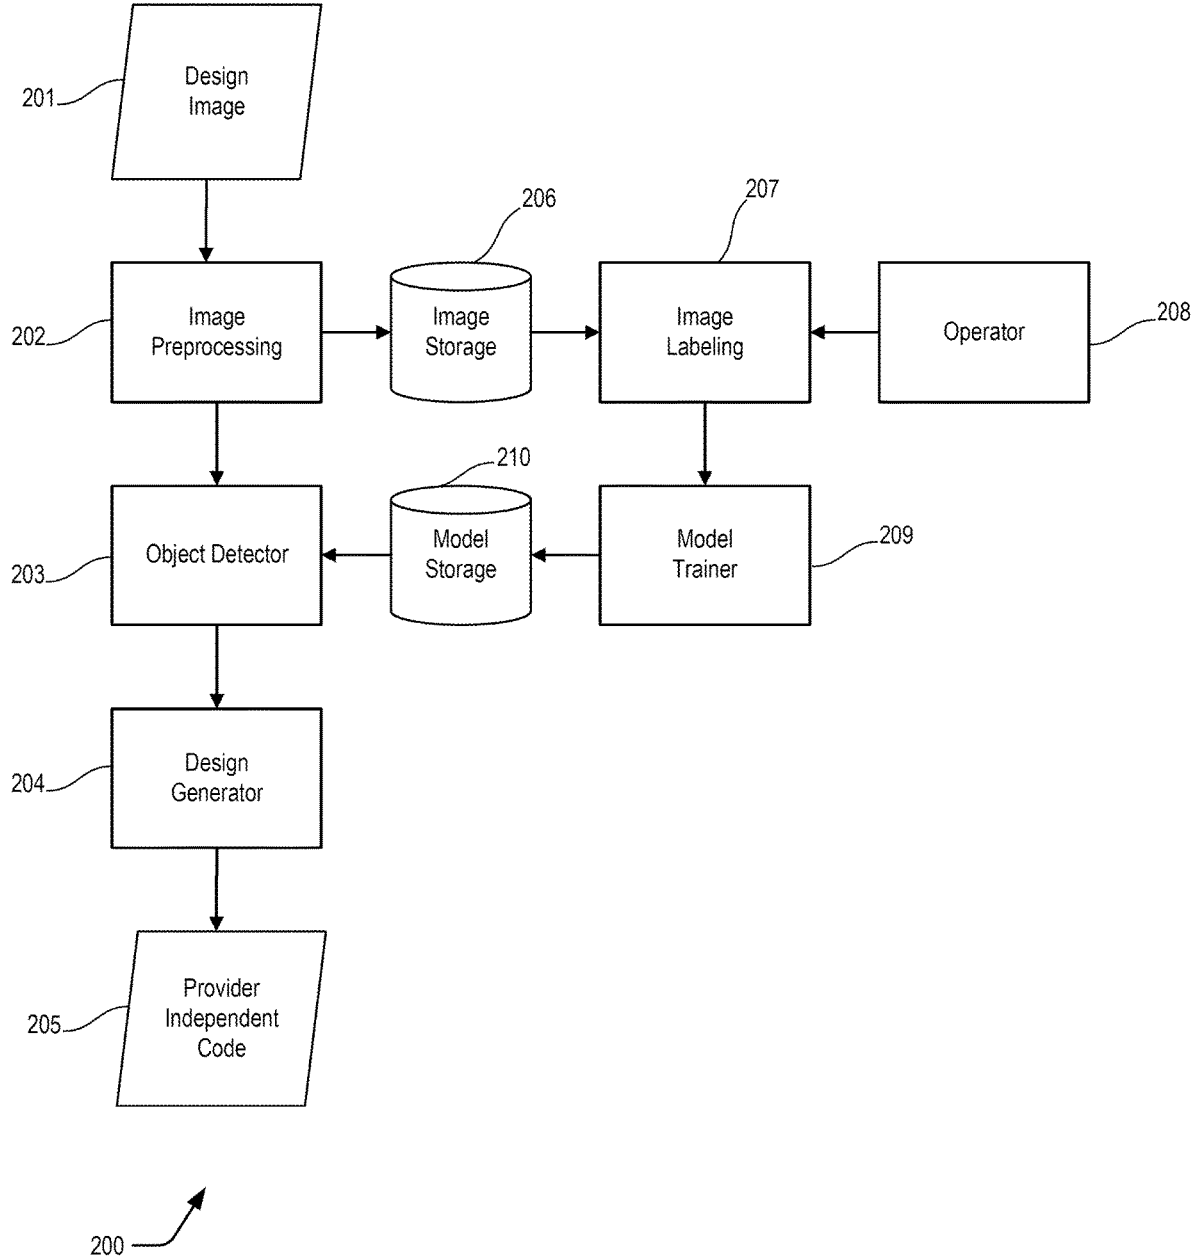 Design
Image
201
206
207
Image
Preprocessing
202
Image
Storage
Image
Labeling
Operator
208
210
Object Detector
203
Model
Storage
Model
Trainer
209
Design
Generator
204
Provider
Independent
Code
205
200